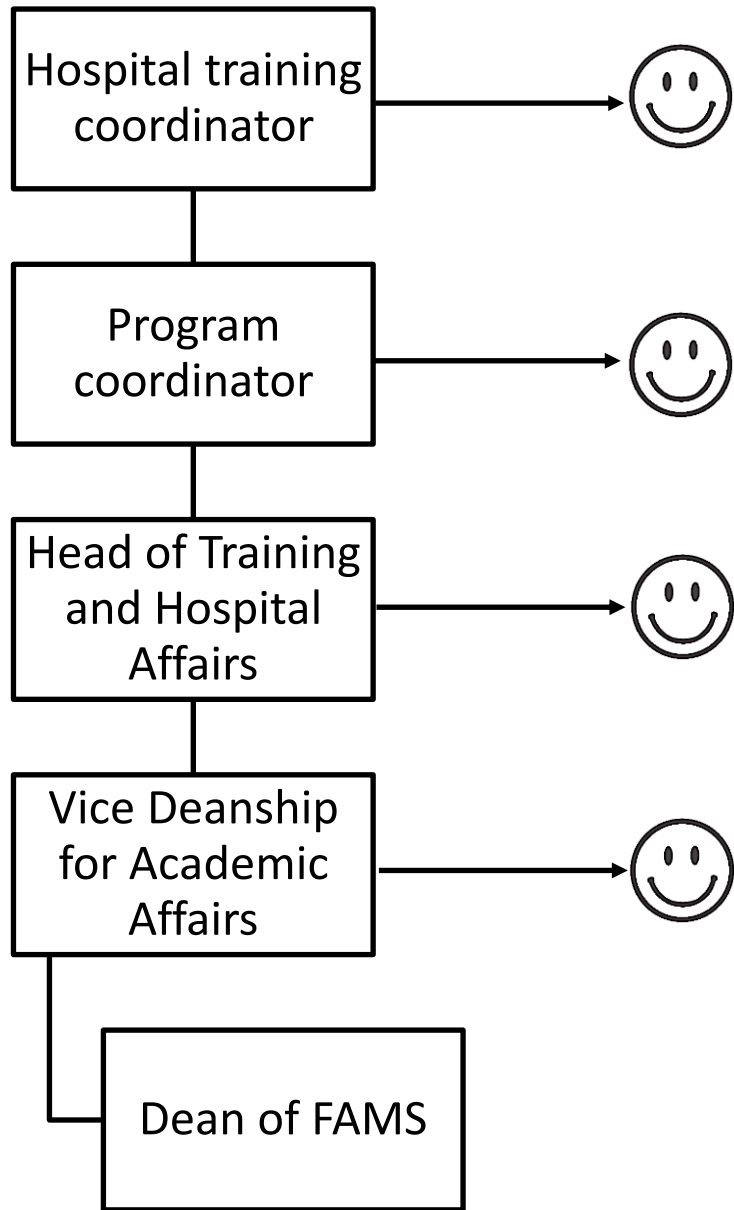 Hospital training
coordinator
Program
coordinator
Head of Training
and Hospital
Affairs
Vice Deanship
for Academic
Affairs
Dean of FAMS